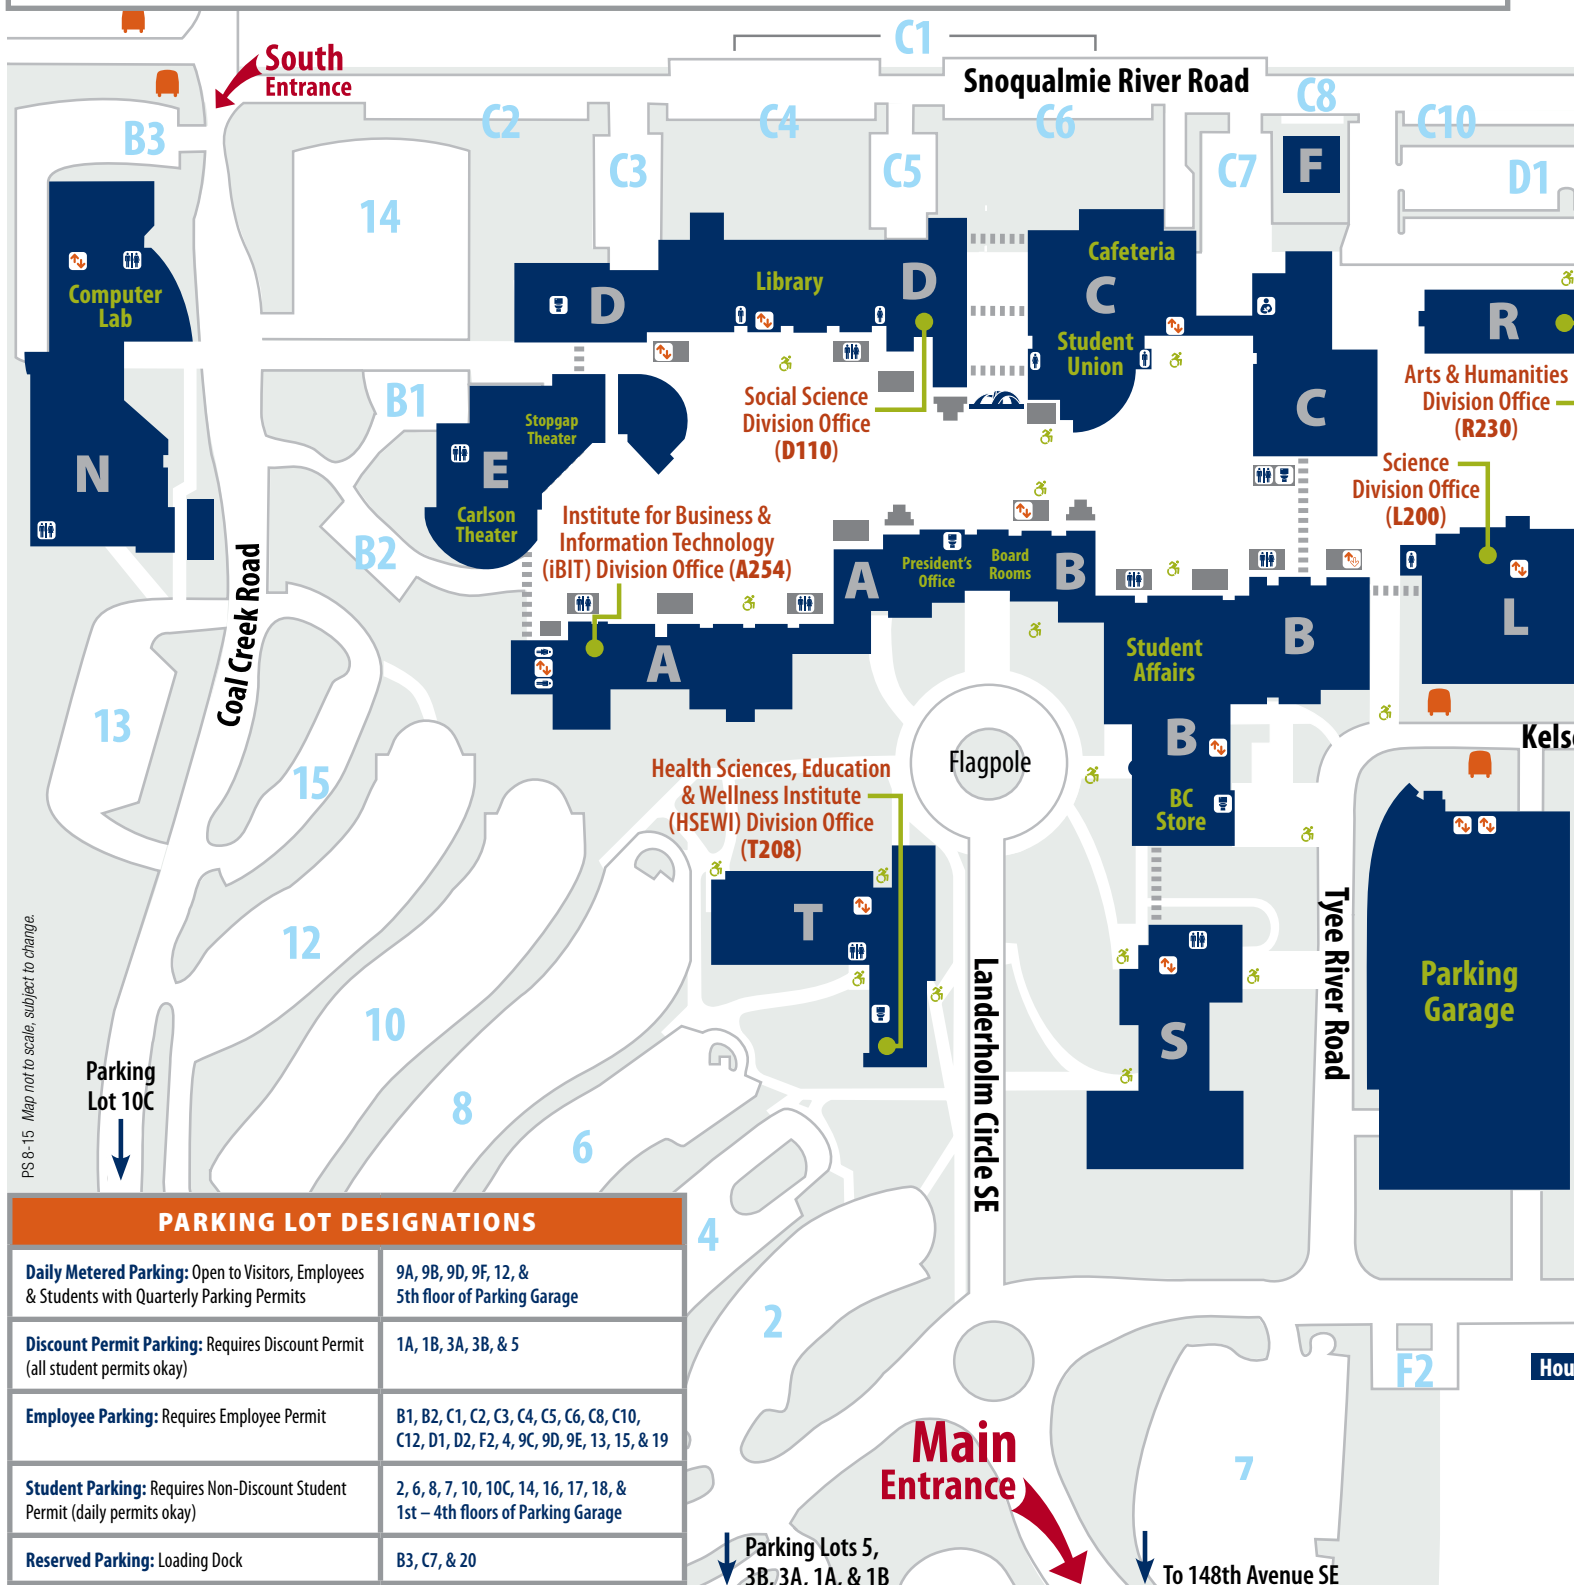 C1
South
Entrance
Snoqualmie River Road
C8
C2
C4
C6
C10
B3
C3
C5
C7
F
D1
14
Computer
Lab
D
Library
D
Cafeteria
C
Student
Union
R
C
Social Science
Division Office
(D110)
Arts & Humanities
Division Office
(R230)
B1
Stopgap
Theater
E
Carlson
Theater
N
Science
Division Office
(L200)
B2
Institute for Business &
Information Technology
(iBIT) Division Office (A254)
A
President's
Office
Board
Rooms
B
L
Coal Creek Road
A
Student
Affairs
B
13
15
B
BC
Store
Flagpole
Kels
Health Sciences, Education
& Wellness Institute
(HSEWI) Division Office
(T208)
T
12
10
8
6
4
2
S
Landerholm Circle SE
Tyee River Road
Parking
Garage
PS 8-15 Map not to scale, subject to change.
Parking
Lot 10C
PARKING LOT DESIGNATIONS
Daily Metered Parking: Open to Visitors, Employees
& Students with Quarterly Parking Permits
9A, 9B, 9D, 9F, 12, &
5th floor of Parking Garage
Discount Permit Parking: Requires Discount Permit
(all student permits okay)
1A, 1B, 3A, 3B, & 5
Employee Parking: Requires Employee Permit
B1, B2, C1, C2, C3, C4, C5, C6, C8, C10,
C12, D1, D2, F2, 4, 9C, 9D, 9E, 13, 15, & 19
Student Parking: Requires Non-Discount Student
Permit (daily permits okay)
2, 6, 8, 7, 10, 10C, 14, 16, 17, 18, &
1st – 4th floors of Parking Garage
Reserved Parking: Loading Dock
B3, C7, & 20
F2
Hou
7
Main
Entrance
Parking Lots 5,
3B, 3A, 1A, & 1B
To 148th Avenue SE